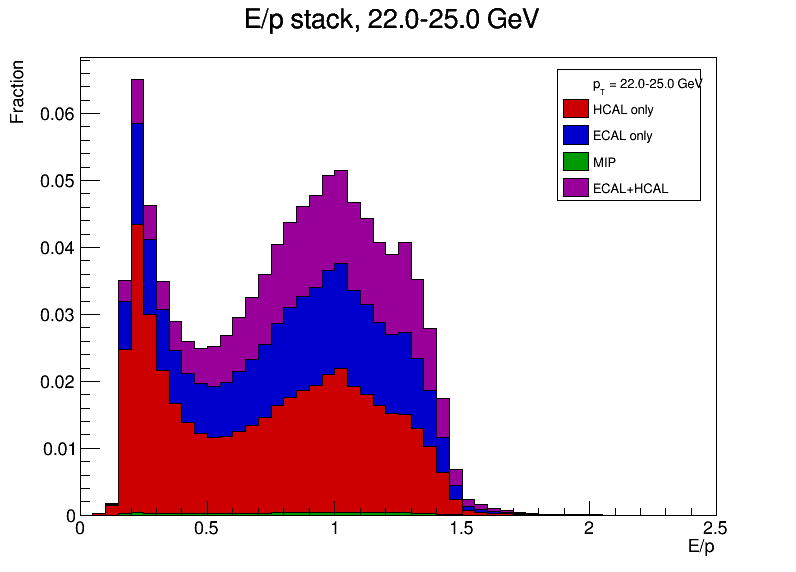 E/p stack, 22.0-25.0 GeV
Fraction
p_T = 22.0-25.0 GeV
HCAL only
ECAL only
MIP
ECAL+HCAL
0.06
0.05
0.04
0.03
0.02
0.01
0
0 0.5 1 1.5 2 2.5
E/p